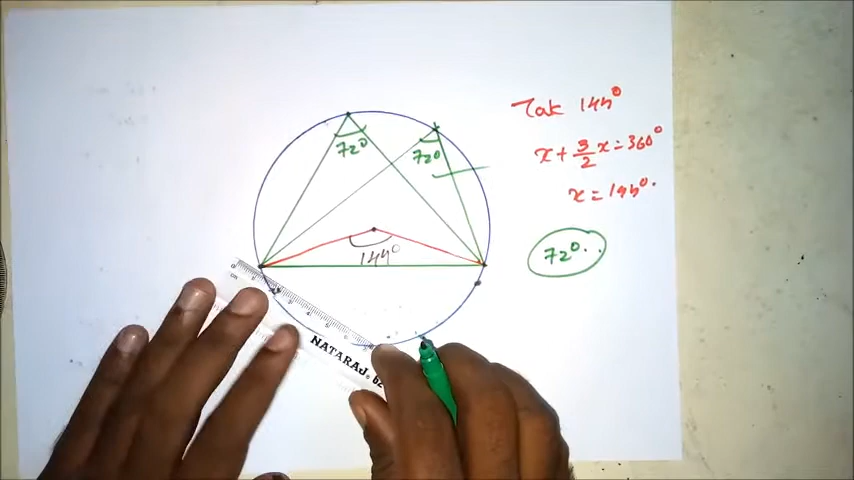 Tak 144°
x + 3/2 x = 360°
x = 144°.
72°..
72°
72°
144°
NATARAJ